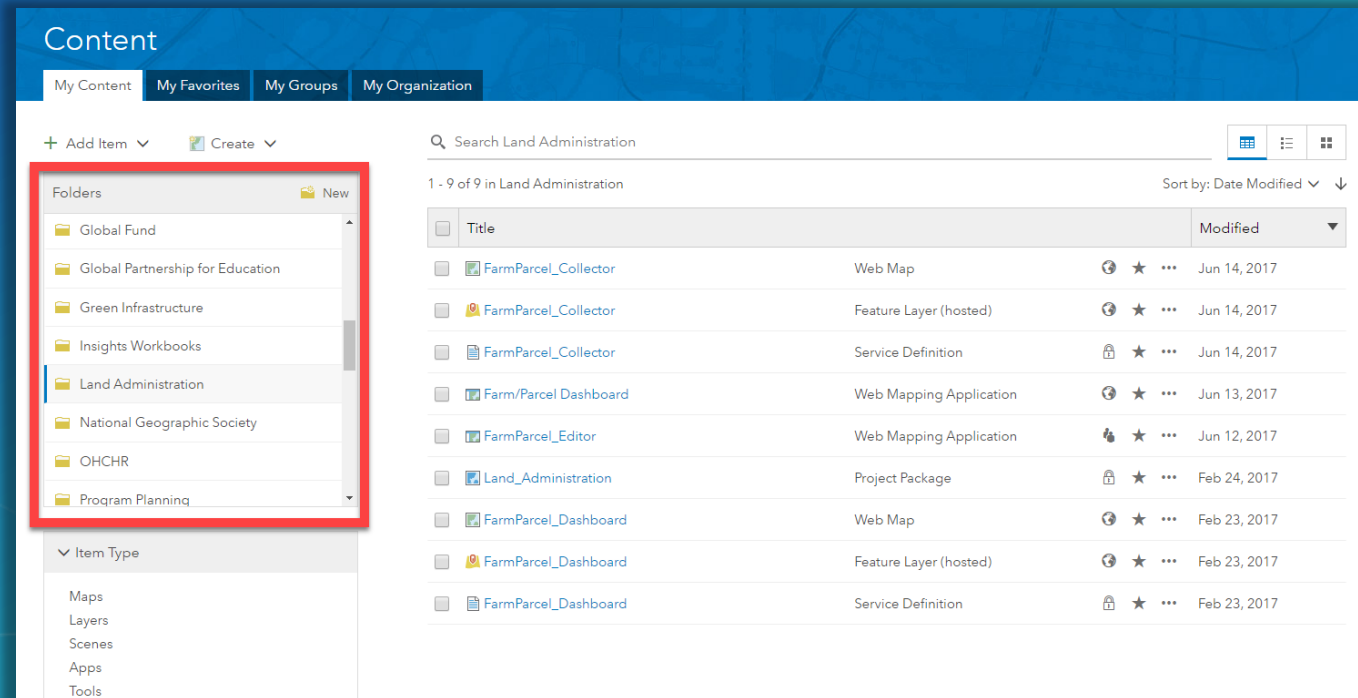 Content
My Content My Favorites My Groups My Organization
Add Item Create
Search Land Administration
Folders New
1 - 9 of 9 in Land Administration Sort by: Date Modified
Global Fund
Title Modified
Global Partnership for Education
FarmParcel_Collector Web Map Jun 14, 2017
Green Infrastructure
FarmParcel_Collector Feature Layer (hosted) Jun 14, 2017
Insights Workbooks
FarmParcel_Collector Service Definition Jun 14, 2017
Land Administration
Farm/Parcel Dashboard Web Mapping Application Jun 13, 2017
National Geographic Society
FarmParcel_Editor Web Mapping Application Jun 12, 2017
OHCHR
Land_Administration Project Package Feb 24, 2017
Program Planning
FarmParcel_Dashboard Web Map Feb 23, 2017
Item Type
FarmParcel_Dashboard Feature Layer (hosted) Feb 23, 2017
Maps
FarmParcel_Dashboard Service Definition Feb 23, 2017
Layers
Scenes
Apps
Tools